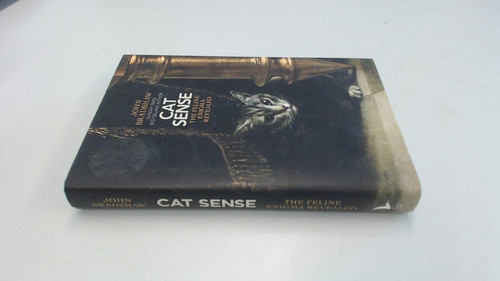 JOHN
BRADSHAW
CAT
SENSE
THE FELINE
ENIGMA
REVEALED
JOHN
BRADSHAW
CAT SENSE
THE FELINE
ENIGMA REVEALED